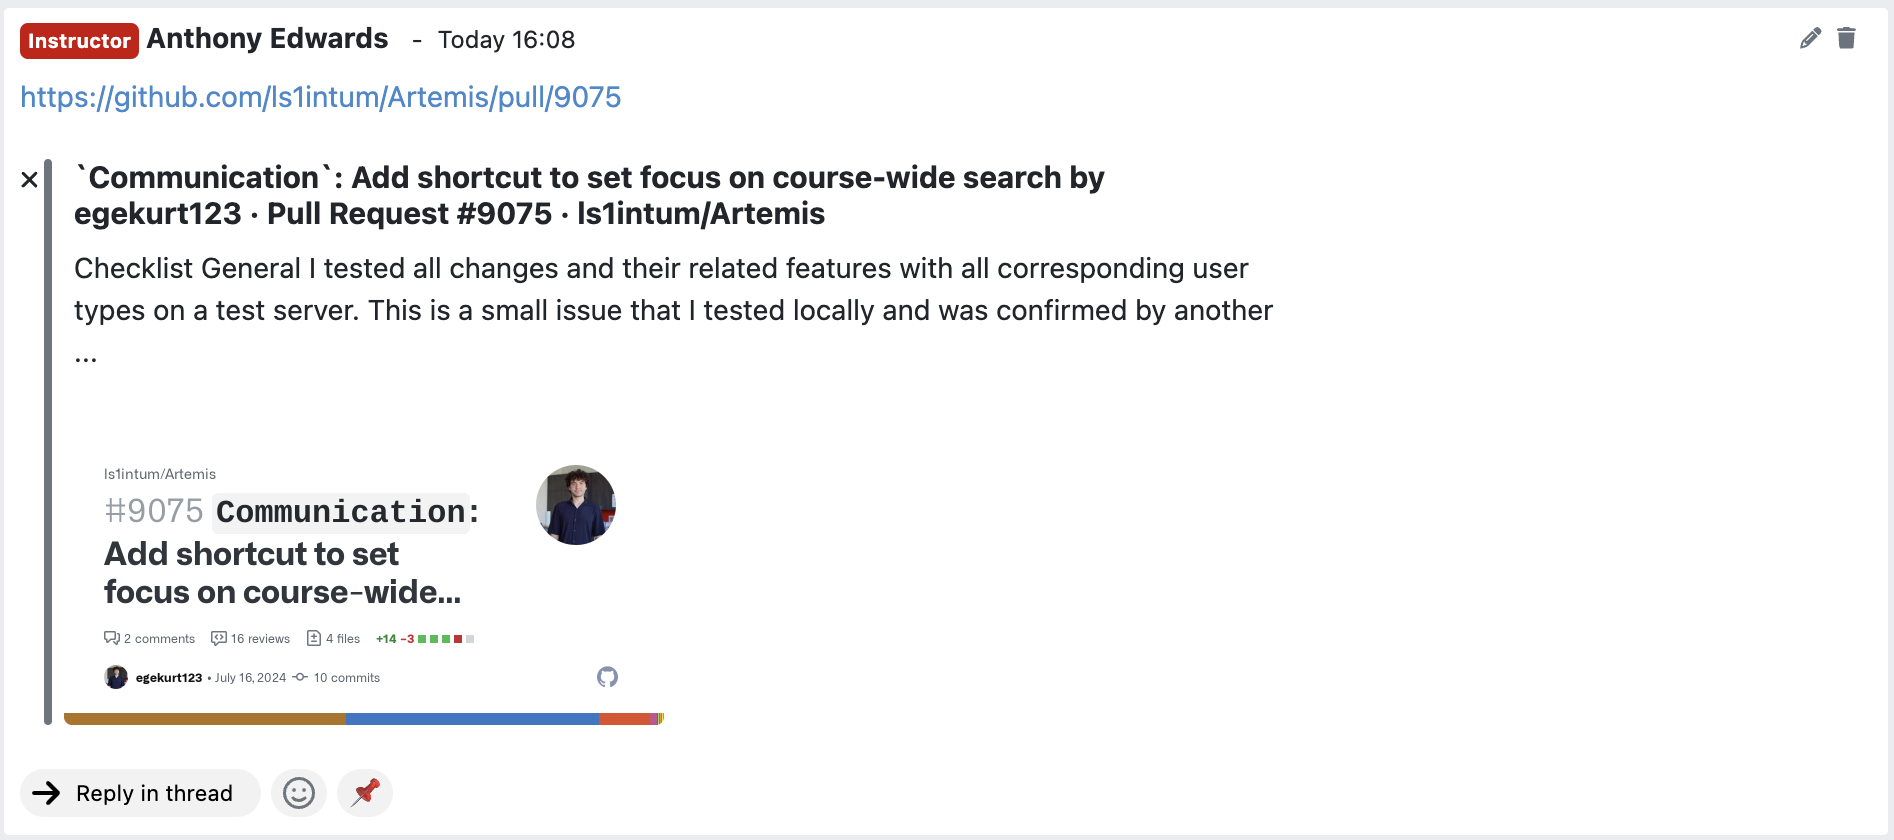 Instructor Anthony Edwards - Today 16:08
https://github.com/ls1intum/Artemis/pull/9075
`Communication`: Add shortcut to set focus on course-wide search by
egekurt123 · Pull Request #9075 · ls1intum/Artemis
Checklist General I tested all changes and their related features with all corresponding user
types on a test server. This is a small issue that I tested locally and was confirmed by another
...
ls1intum/Artemis
#9075 Communication:
Add shortcut to set
focus on course-wide...
2 comments 16 reviews 4 files +14 −3
egekurt123 • July 16, 2024 10 commits
Reply in thread